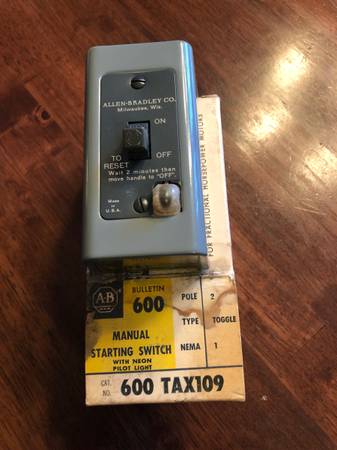 ALLEN-BRADLEY CO.
Milwaukee, Wis.
ON
TO
RESET
OFF
Wait 2 minutes then
move handle to "OFF".
Made
in
U.S.A.
FOR FRACTIONAL HORSEPOWER MOTORS
A-B
BULLETIN
600
MANUAL
STARTING SWITCH
WITH NEON
PILOT LIGHT
POLE 2
TYPE TOGGLE
NEMA 1
CAT.
NO. 600 TAX109